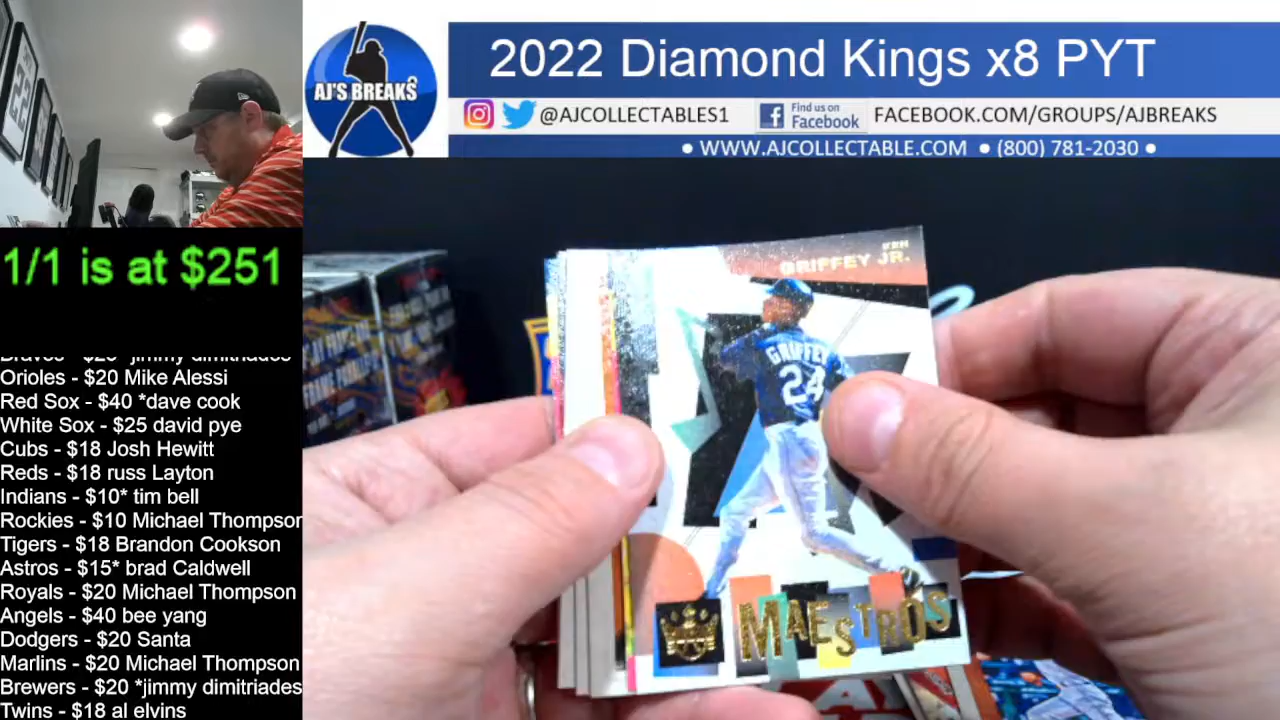 AJ'S BREAKS
2022 Diamond Kings x8 PYT
@AJCOLLECTABLES1
Find us on
Facebook
FACEBOOK.COM/GROUPS/AJBREAKS
• WWW.AJCOLLECTABLE.COM • (800) 781-2030 •
1/1 is at $251
Braves - $25 *jimmy dimitriades
Orioles - $20 Mike Alessi
Red Sox - $40 *dave cook
White Sox - $25 david pye
Cubs - $18 Josh Hewitt
Reds - $18 russ Layton
Indians - $10* tim bell
Rockies - $10 Michael Thompson
Tigers - $18 Brandon Cookson
Astros - $15* brad Caldwell
Royals - $20 Michael Thompson
Angels - $40 bee yang
Dodgers - $20 Santa
Marlins - $20 Michael Thompson
Brewers - $20 *jimmy dimitriades
Twins - $18 al elvins
KEN
GRIFFEY JR.
GRIFFEY
24
MAESTROS